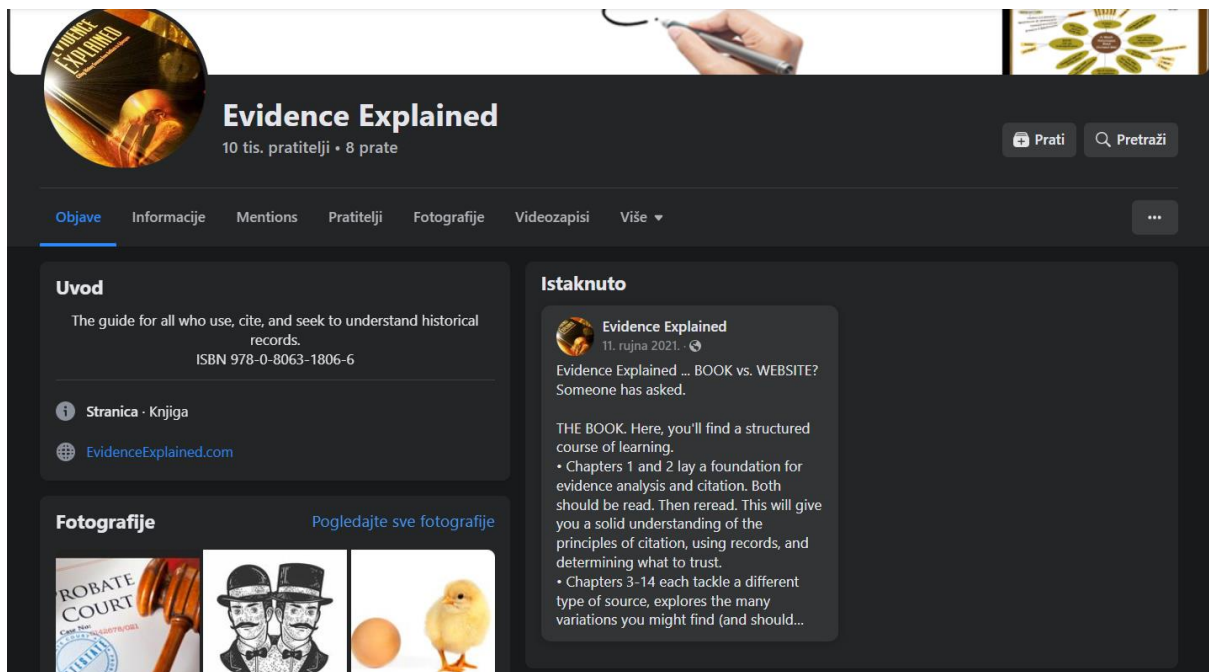 EVIDENCE
EXPLAINED
Evidence Explained
10 tis. pratitelji • 8 prate
Prati
Pretraži
Objave
Informacije
Mentions
Pratitelji
Fotografije
Videozapisi
Više
Uvod
The guide for all who use, cite, and seek to understand historical
records.
ISBN 978-0-8063-1806-6
Stranica · Knjiga
EvidenceExplained.com
Fotografije
Pogledajte sve fotografije
PROBATE
COURT
Case No:
Istaknuto
Evidence Explained
11. rujna 2021. ·
Evidence Explained ... BOOK vs. WEBSITE?
Someone has asked.
THE BOOK. Here, you'll find a structured
course of learning.
• Chapters 1 and 2 lay a foundation for
evidence analysis and citation. Both
should be read. Then reread. This will give
you a solid understanding of the
principles of citation, using records, and
determining what to trust.
• Chapters 3-14 each tackle a different
type of source, explores the many
variations you might find (and should...